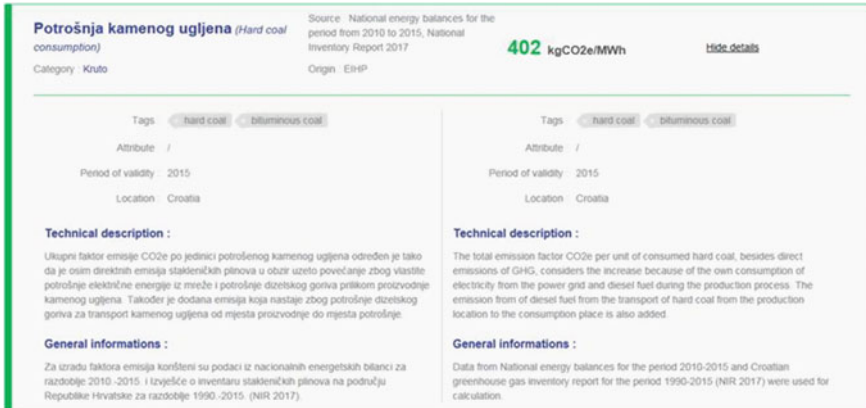 Potrošnja kamenog ugljena (Hard coal
consumption)
Category : Kruto
Source : National energy balances for the
period from 2010 to 2015, National
Inventory Report 2017
Origin : EIHP
402 kgCO2e/MWh
Hide details
Tags hard coal bituminous coal
Attribute /
Period of validity 2015
Location Croatia
Technical description :
Ukupni faktor emisije CO2e po jedinici potrošenog kamenog ugljena određen je tako
da je osim direktnih emisija stakleničkih plinova u obzir uzeto povećanje zbog vlastite
potrošnje električne energije iz mreže i potrošnje dizelskog goriva prilikom proizvodnje
kamenog ugljena. Također je dodana emisija koja nastaje zbog potrošnje dizelskog
goriva za transport kamenog ugljena od mjesta proizvodnje do mjesta potrošnje.
General informations :
Za izradu faktora emisija korišteni su podaci iz nacionalnih energetskih bilanci za
razdoblje 2010.-2015. i Izvješće o inventaru stakleničkih plinova na području
Republike Hrvatske za razdoblje 1990.-2015. (NIR 2017).
Tags hard coal bituminous coal
Attribute /
Period of validity 2015
Location Croatia
Technical description :
The total emission factor CO2e per unit of consumed hard coal, besides direct
emissions of GHG, considers the increase because of the own consumption of
electricity from the power grid and diesel fuel during the production process. The
emission from of diesel fuel from the transport of hard coal from the production
location to the consumption place is also added.
General informations :
Data from National energy balances for the period 2010-2015 and Croatian
greenhouse gas inventory report for the period 1990-2015 (NIR 2017) were used for
calculation.